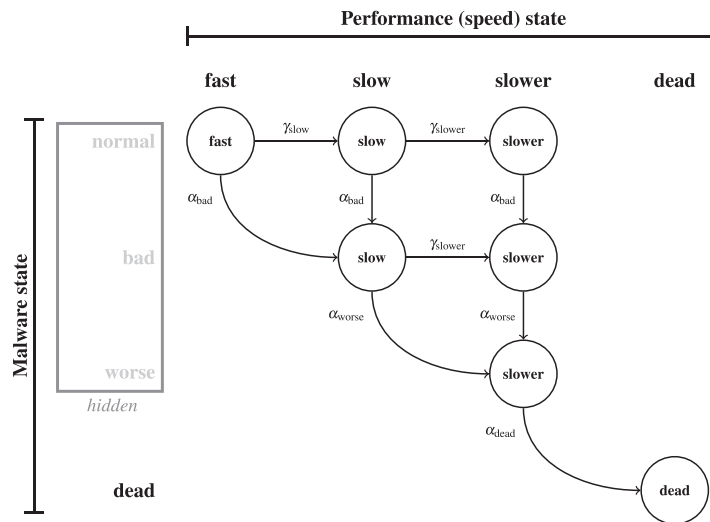 Performance (speed) state
fast slow slower dead
normal
fast γslow slow γslower slower
αbad αbad αbad
bad
slow γslower slower
αworse αworse
worse
slower
hidden
αdead
dead
dead
Malware state